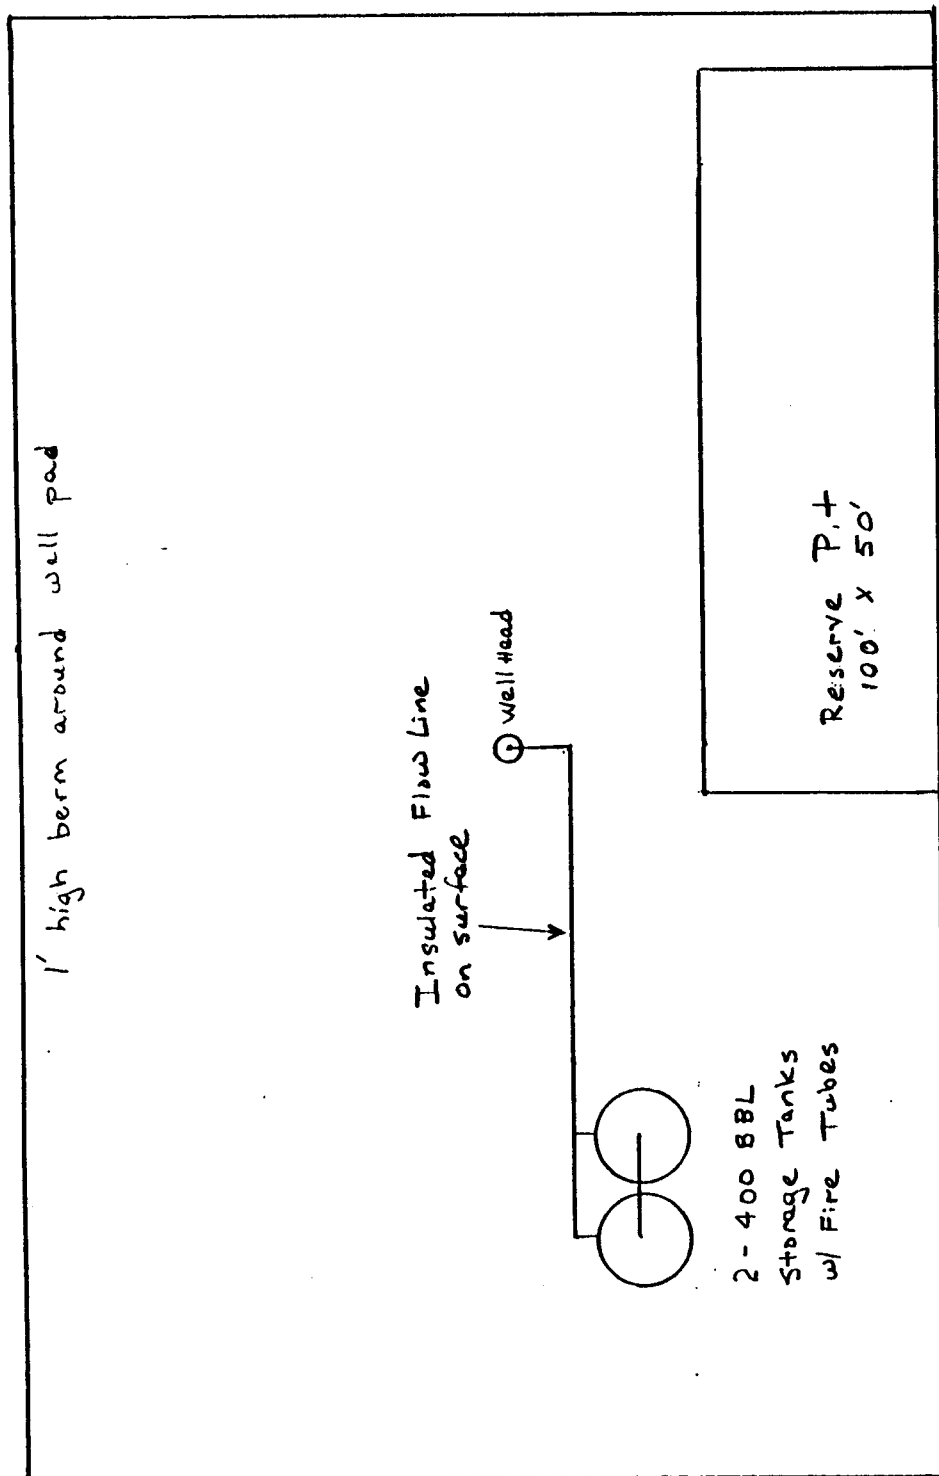 1' high berm around well pad
Insulated Flow Line
on surface
Well Head
Reserve Pit
100' x 50'
2 - 400 BBL
Storage Tanks
w/ Fire Tubes